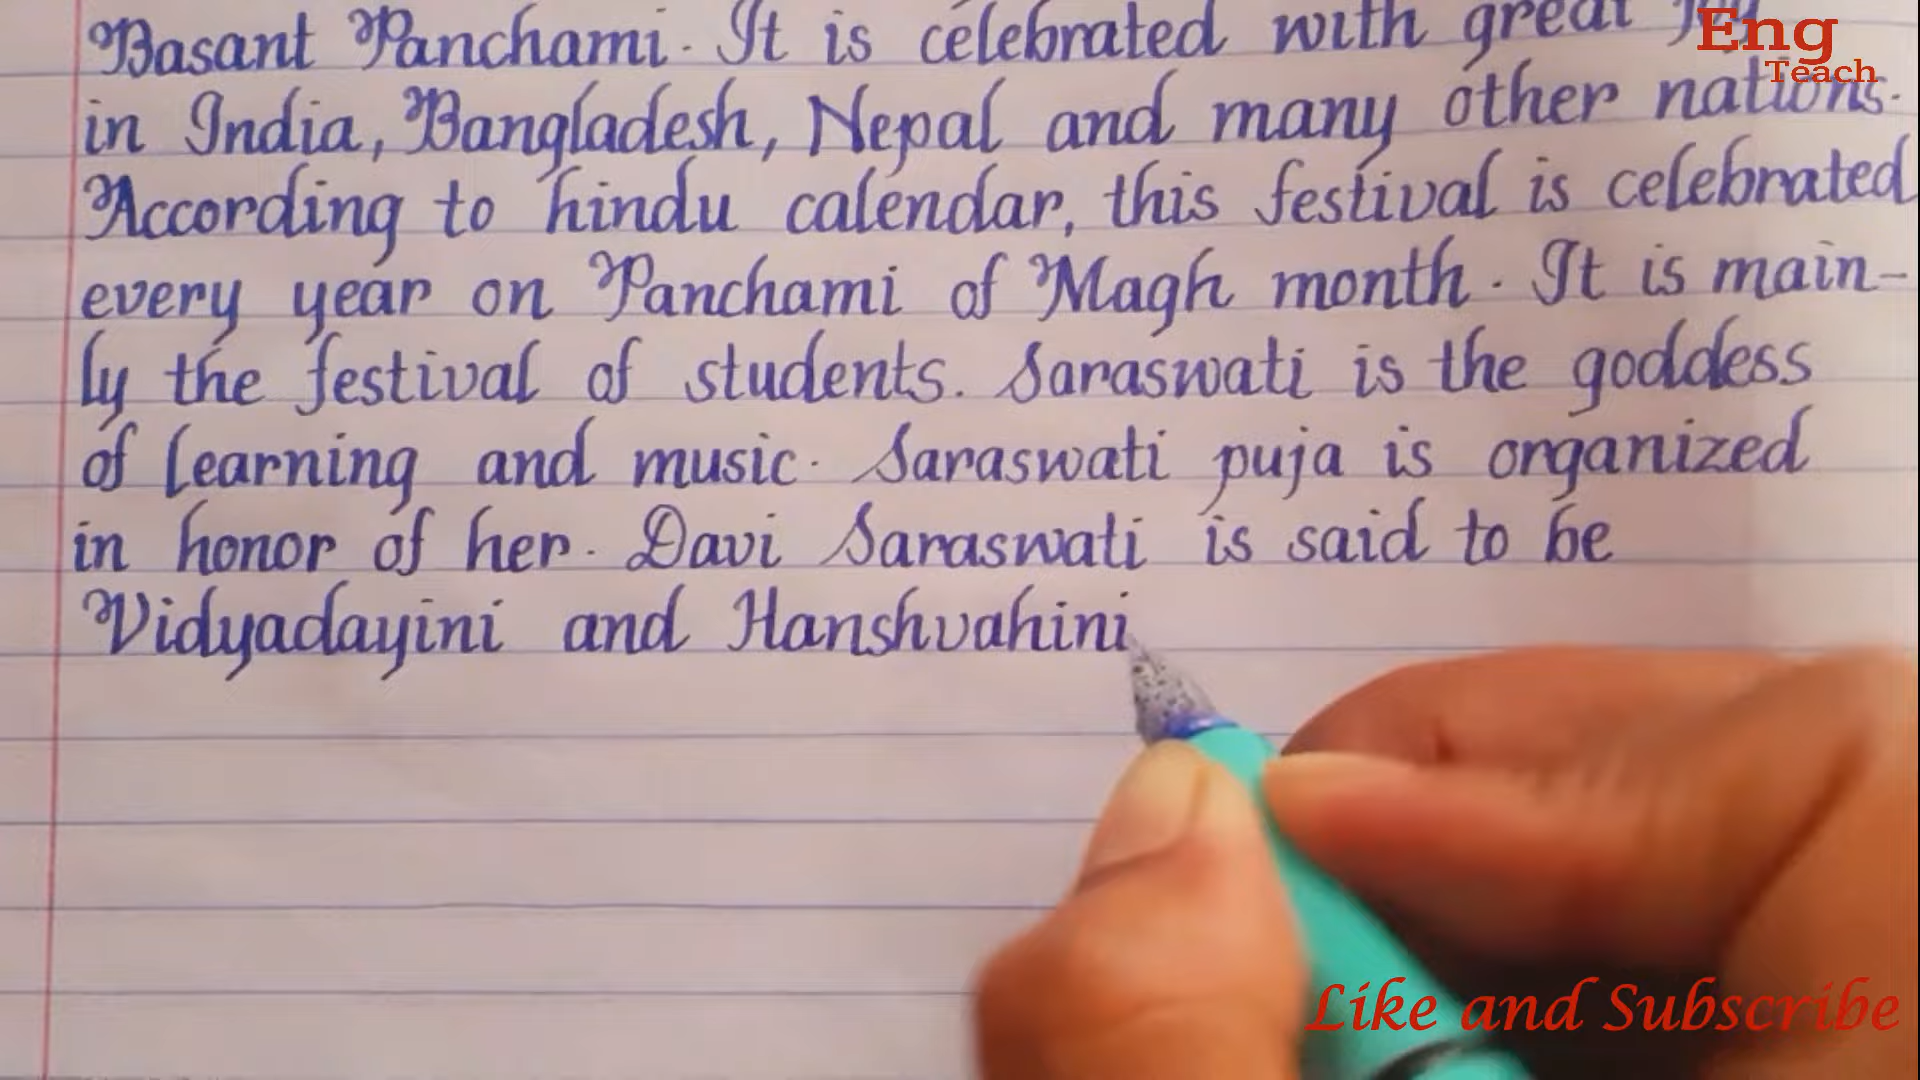 Basant Panchami. It is celebrated with great joy
in India, Bangladesh, Nepal and many other nations.
According to hindu calendar, this festival is celebrated
every year on Panchami of Magh month. It is main-
ly the festival of students. Saraswati is the goddess
of learning and music. Saraswati puja is organized
in honor of her. Davi Saraswati is said to be
Vidyadayini and Hanshvahini
Eng
Teach
Like and Subscribe